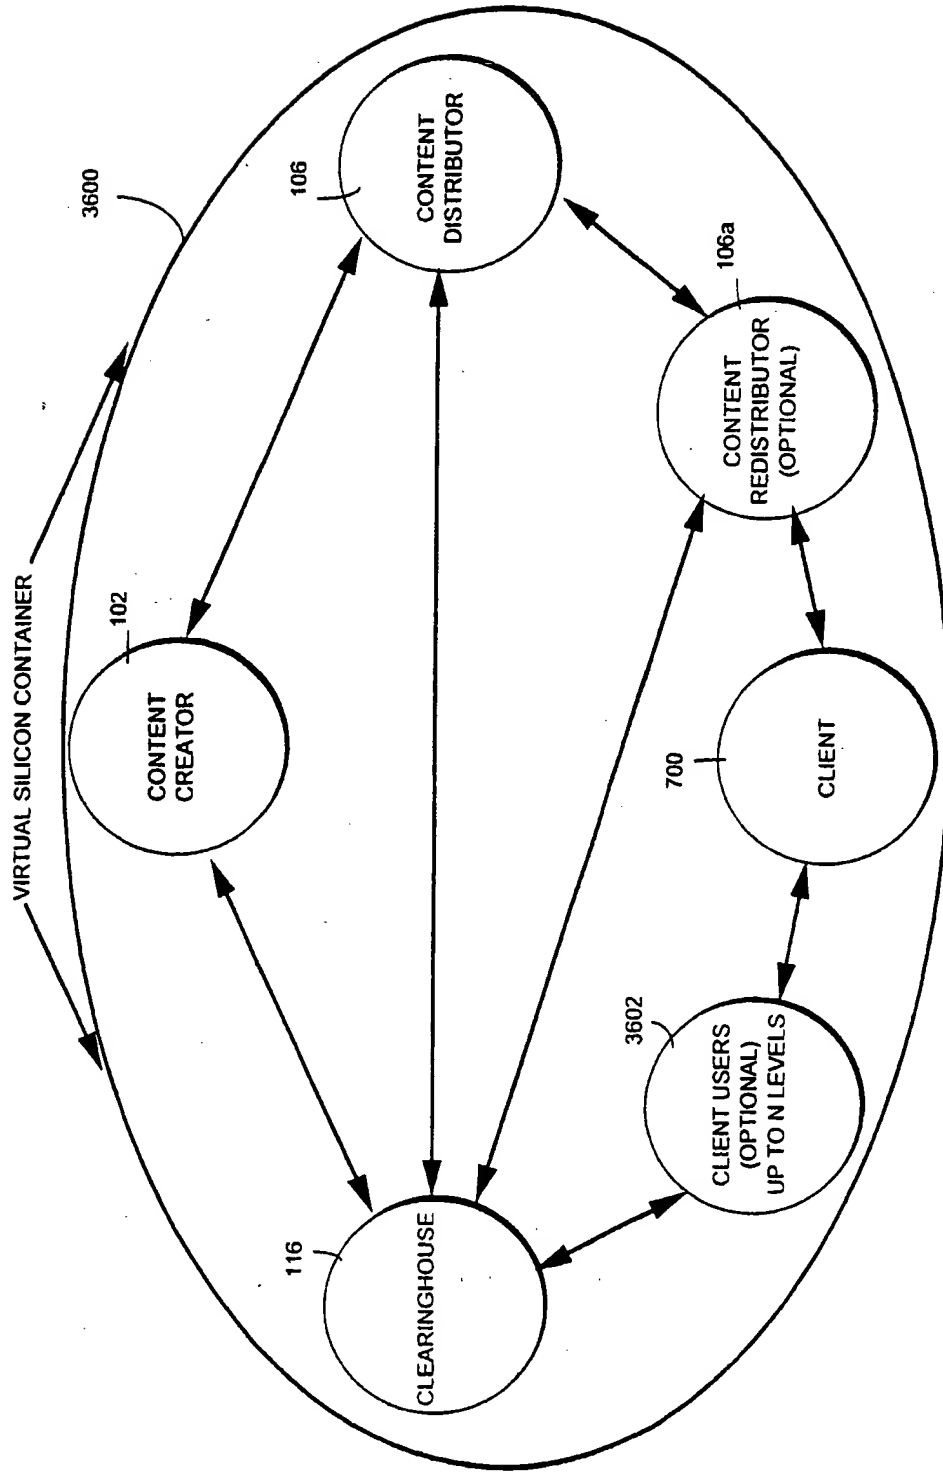 VIRTUAL SILICON CONTAINER
3600
102
CONTENT
CREATOR
106
CONTENT
DISTRIBUTOR
116
CLEARINGHOUSE
106a
CONTENT
REDISTRIBUTOR
(OPTIONAL)
3602
CLIENT USERS
(OPTIONAL)
UP TO N LEVELS
700
CLIENT